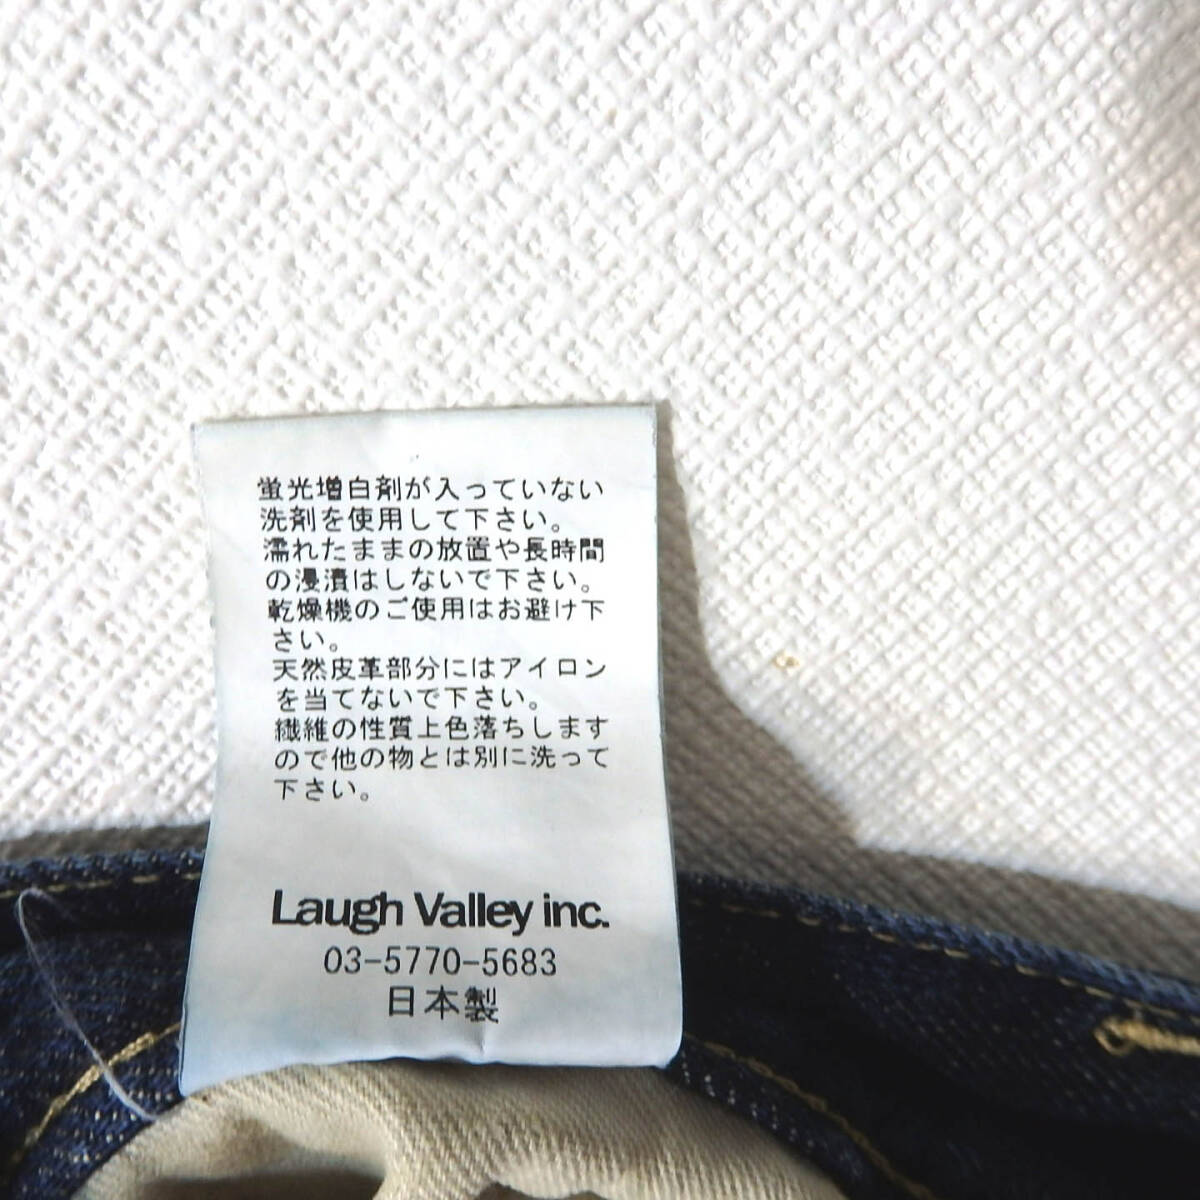 蛍光増白剤が入っていない
洗剤を使用して下さい。
濡れたままの放置や長時間
の浸漬はしないで下さい。
乾燥機のご使用はお避け下
さい。
天然皮革部分にはアイロン
を当てないで下さい。
繊維の性質上色落ちします
ので他の物とは別に洗って
下さい。
Laugh Valley inc.
03-5770-5683
日本製